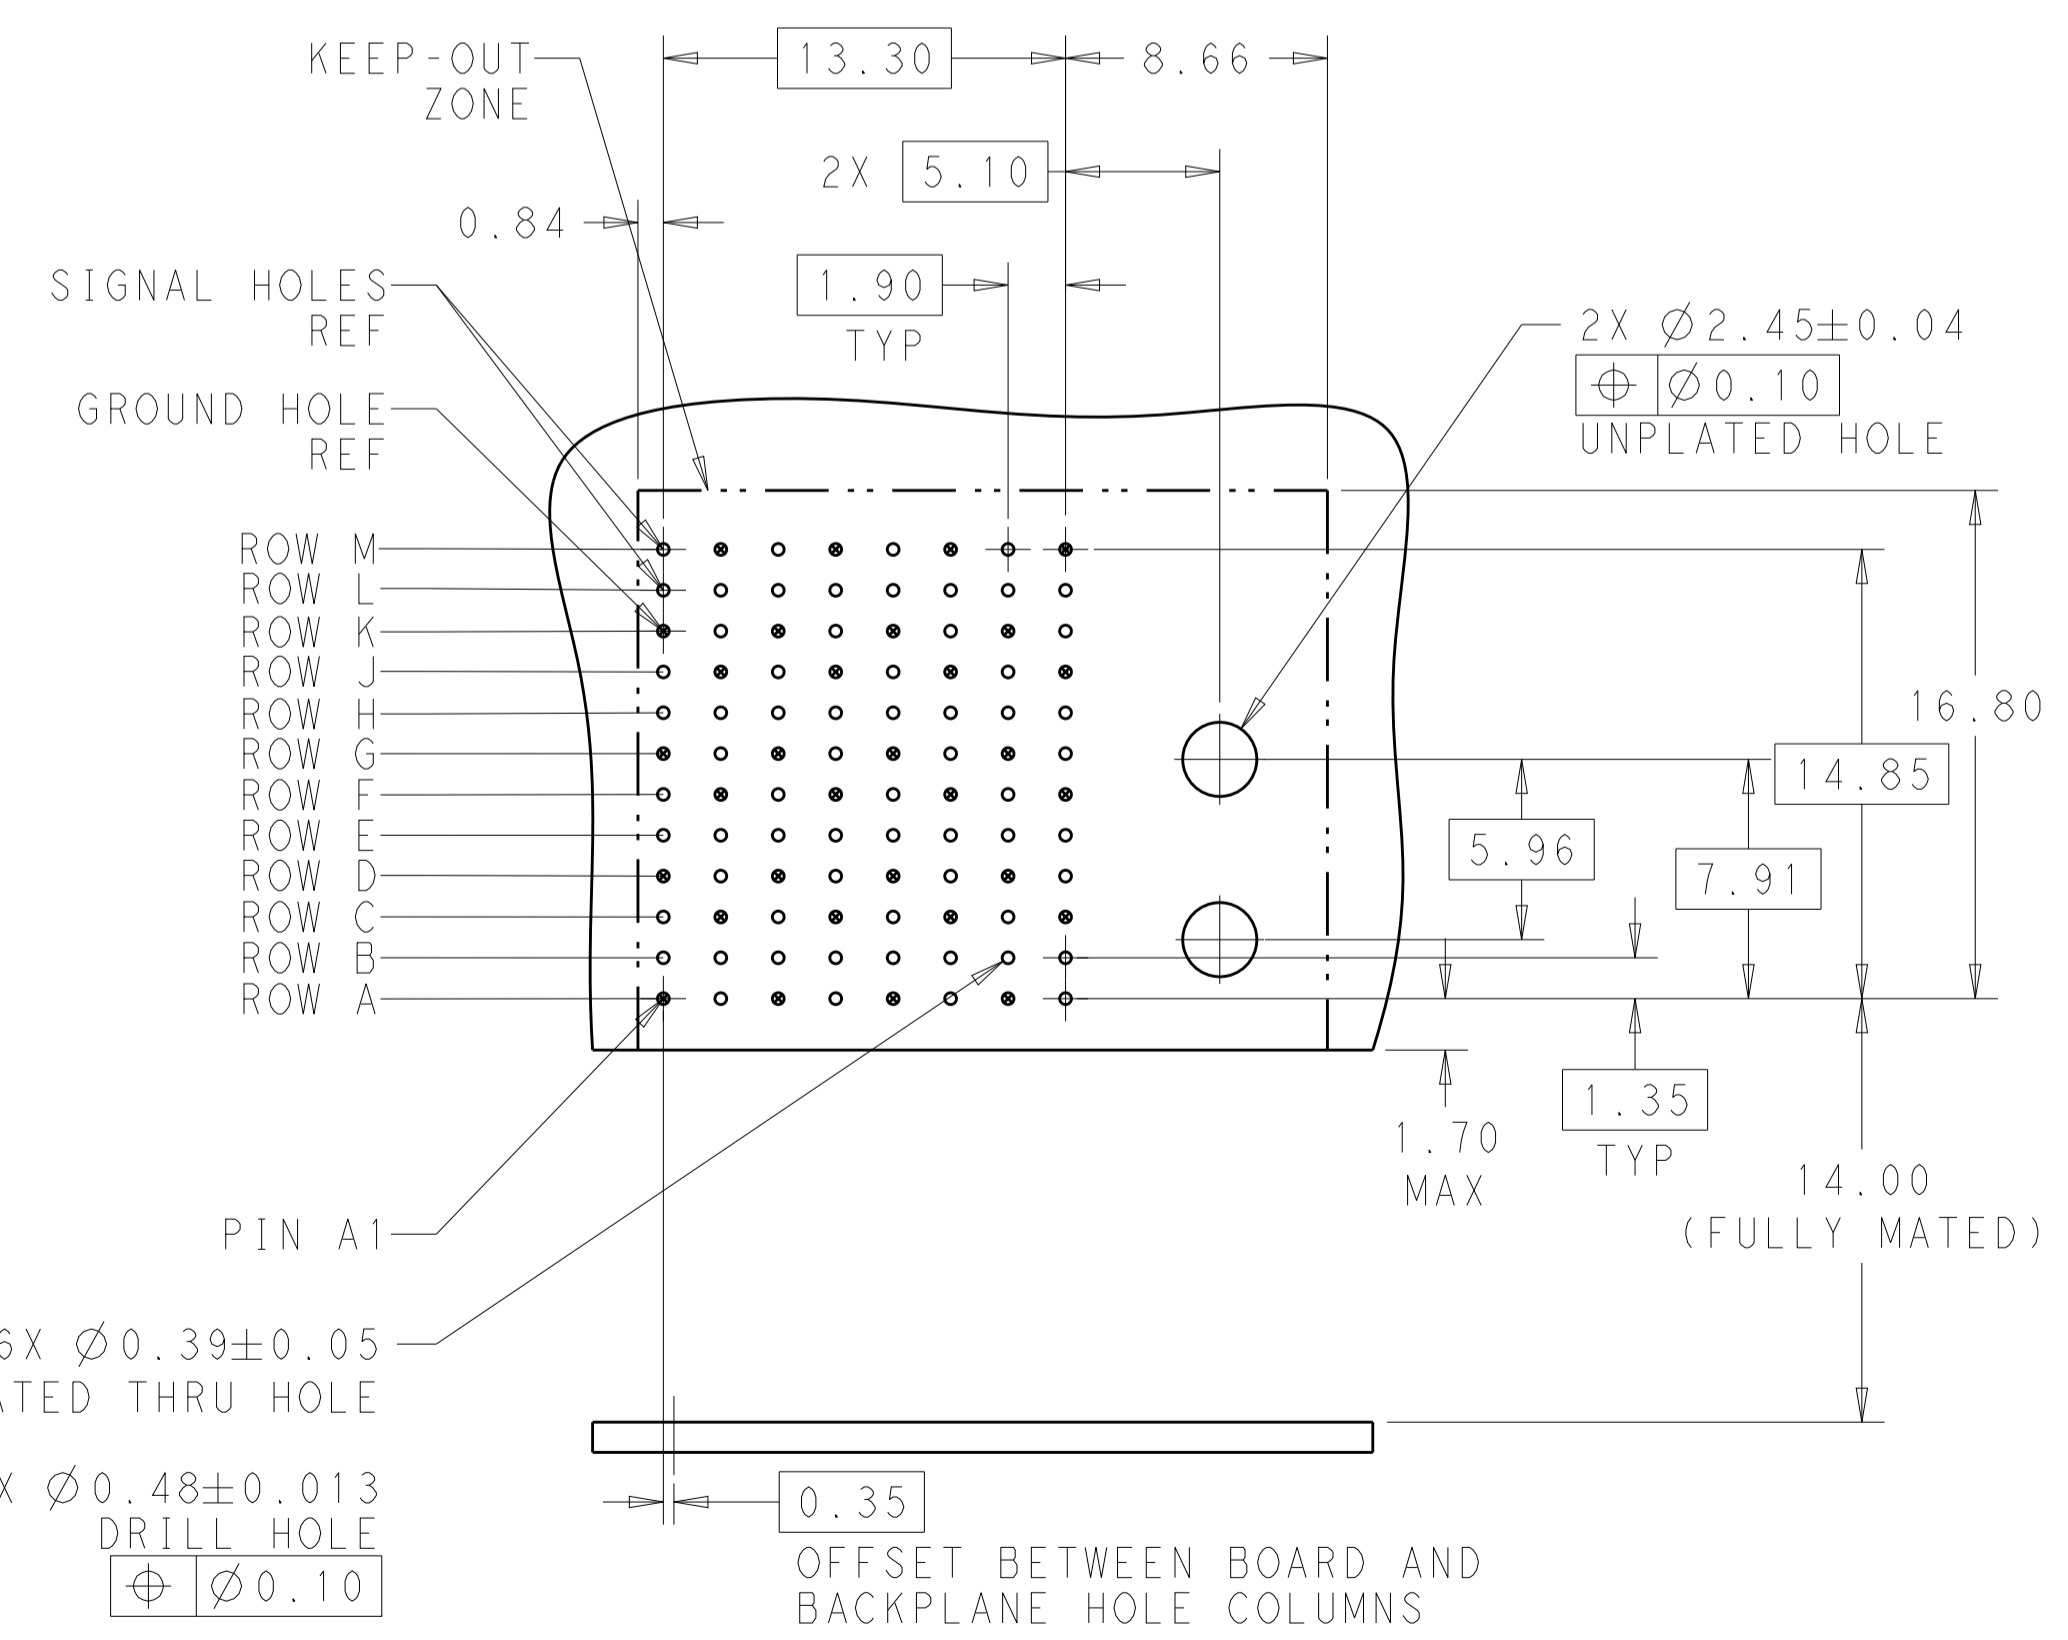 KEEP-OUT
ZONE
13.30
8.66
2X 5.10
0.84
1.90
TYP
SIGNAL HOLES
REF
GROUND HOLE
REF
2X Ø2.45±0.04
⌖ Ø0.10
UNPLATED HOLE
ROW M
ROW L
ROW K
ROW J
ROW H
ROW G
ROW F
ROW E
ROW D
ROW C
ROW B
ROW A
16.80
14.85
5.96
7.91
1.35
TYP
1.70
MAX
14.00
(FULLY MATED)
PIN A1
6X Ø0.39±0.05
ATED THRU HOLE
X Ø0.48±0.013
DRILL HOLE
⌖ Ø0.10
0.35
OFFSET BETWEEN BOARD AND
BACKPLANE HOLE COLUMNS